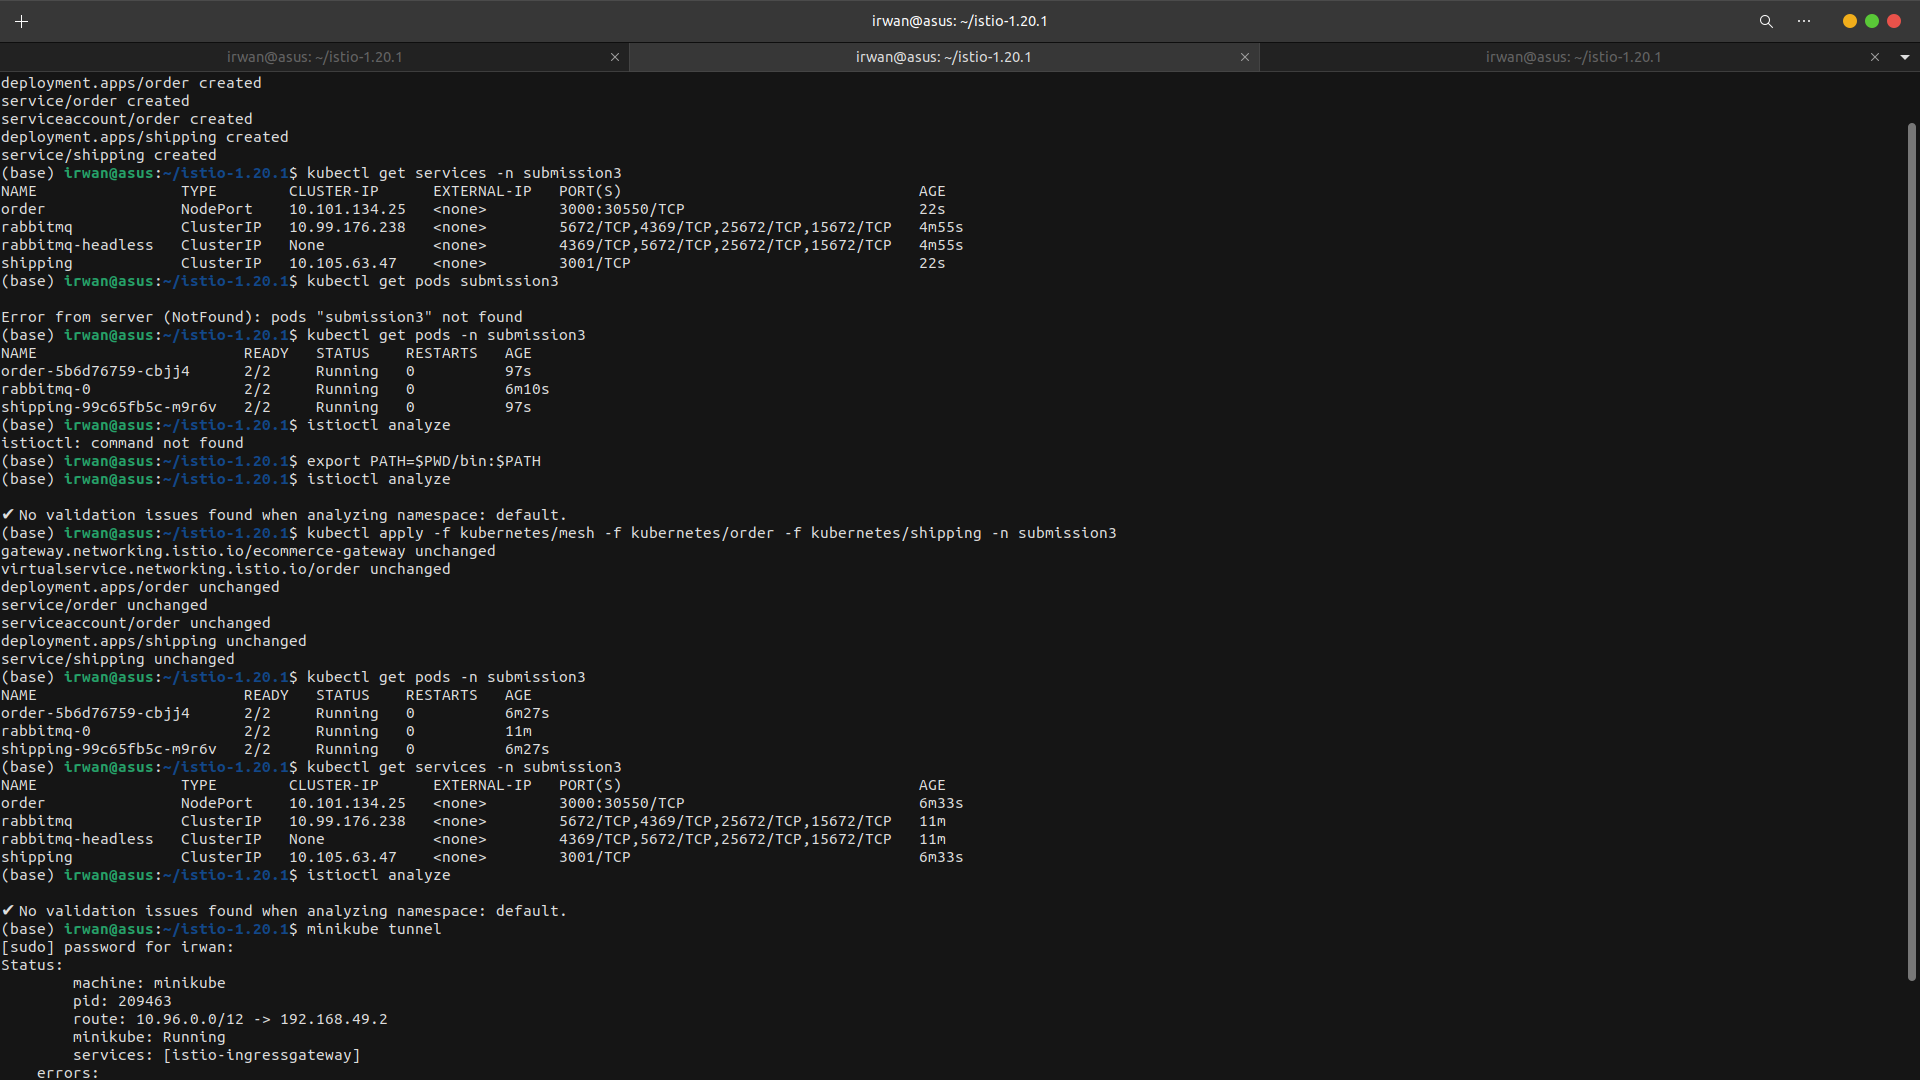 irwan@asus: ~/istio-1.20.1
irwan@asus: ~/istio-1.20.1
irwan@asus: ~/istio-1.20.1
irwan@asus: ~/istio-1.20.1
deployment.apps/order created
service/order created
serviceaccount/order created
deployment.apps/shipping created
service/shipping created
(base) irwan@asus:~/istio-1.20.1$ kubectl get services -n submission3
NAME                TYPE        CLUSTER-IP      EXTERNAL-IP   PORT(S)                                 AGE
order               NodePort    10.101.134.25   <none>        3000:30550/TCP                          22s
rabbitmq            ClusterIP   10.99.176.238   <none>        5672/TCP,4369/TCP,25672/TCP,15672/TCP   4m55s
rabbitmq-headless   ClusterIP   None            <none>        4369/TCP,5672/TCP,25672/TCP,15672/TCP   4m55s
shipping            ClusterIP   10.105.63.47    <none>        3001/TCP                                22s
(base) irwan@asus:~/istio-1.20.1$ kubectl get pods submission3
Error from server (NotFound): pods "submission3" not found
(base) irwan@asus:~/istio-1.20.1$ kubectl get pods -n submission3
NAME                       READY   STATUS    RESTARTS   AGE
order-5b6d76759-cbjj4      2/2     Running   0          97s
rabbitmq-0                 2/2     Running   0          6m10s
shipping-99c65fb5c-m9r6v   2/2     Running   0          97s
(base) irwan@asus:~/istio-1.20.1$ istioctl analyze
istioctl: command not found
(base) irwan@asus:~/istio-1.20.1$ export PATH=$PWD/bin:$PATH
(base) irwan@asus:~/istio-1.20.1$ istioctl analyze
✔ No validation issues found when analyzing namespace: default.
(base) irwan@asus:~/istio-1.20.1$ kubectl apply -f kubernetes/mesh -f kubernetes/order -f kubernetes/shipping -n submission3
gateway.networking.istio.io/ecommerce-gateway unchanged
virtualservice.networking.istio.io/order unchanged
deployment.apps/order unchanged
service/order unchanged
serviceaccount/order unchanged
deployment.apps/shipping unchanged
service/shipping unchanged
(base) irwan@asus:~/istio-1.20.1$ kubectl get pods -n submission3
NAME                       READY   STATUS    RESTARTS   AGE
order-5b6d76759-cbjj4      2/2     Running   0          6m27s
rabbitmq-0                 2/2     Running   0          11m
shipping-99c65fb5c-m9r6v   2/2     Running   0          6m27s
(base) irwan@asus:~/istio-1.20.1$ kubectl get services -n submission3
NAME                TYPE        CLUSTER-IP      EXTERNAL-IP   PORT(S)                                 AGE
order               NodePort    10.101.134.25   <none>        3000:30550/TCP                          6m33s
rabbitmq            ClusterIP   10.99.176.238   <none>        5672/TCP,4369/TCP,25672/TCP,15672/TCP   11m
rabbitmq-headless   ClusterIP   None            <none>        4369/TCP,5672/TCP,25672/TCP,15672/TCP   11m
shipping            ClusterIP   10.105.63.47    <none>        3001/TCP                                6m33s
(base) irwan@asus:~/istio-1.20.1$ istioctl analyze
✔ No validation issues found when analyzing namespace: default.
(base) irwan@asus:~/istio-1.20.1$ minikube tunnel
[sudo] password for irwan:
Status:
        machine: minikube
        pid: 209463
        route: 10.96.0.0/12 -> 192.168.49.2
        minikube: Running
        services: [istio-ingressgateway]
    errors: